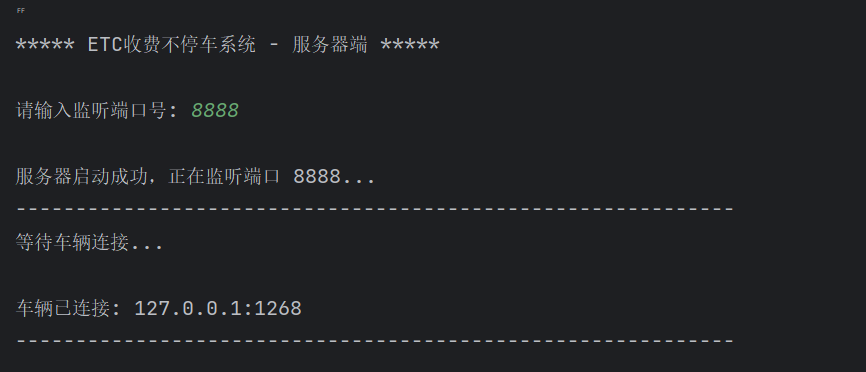 FF
***** ETC收费不停车系统 - 服务器端 *****
请输入监听端口号: 8888
服务器启动成功，正在监听端口 8888...
------------------------------------------------------------
等待车辆连接...
车辆已连接: 127.0.0.1:1268
------------------------------------------------------------